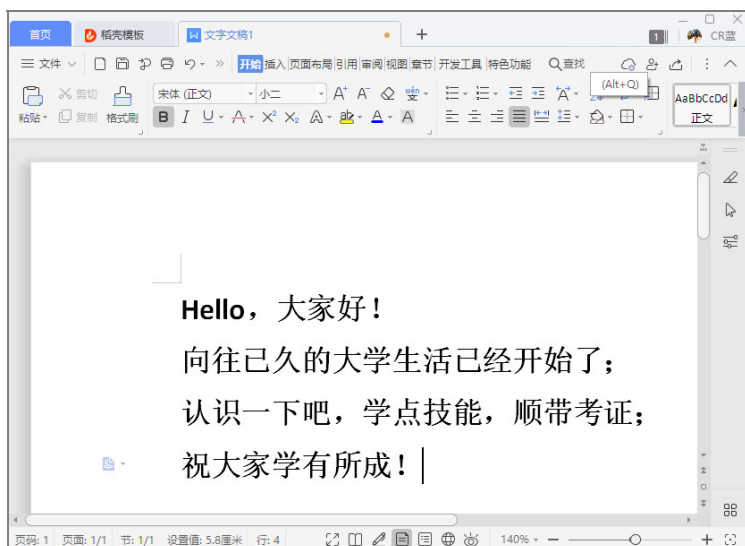 首页 稻壳模板 文字文稿1 + 1 CR蓝
文件 开始 插入 页面布局 引用 审阅 视图 章节 开发工具 特色功能 查找
(Alt+Q)
剪切 宋体 (正文) 小二 A⁺ A⁻ wén AaBbCcDd
粘贴 复制 格式刷 B I U A X² X₂ A ab A A 正文
Hello，大家好！
向往已久的大学生活已经开始了；
认识一下吧，学点技能，顺带考证；
祝大家学有所成！
页码: 1 页面: 1/1 节: 1/1 设置值: 5.8厘米 行: 4 140%